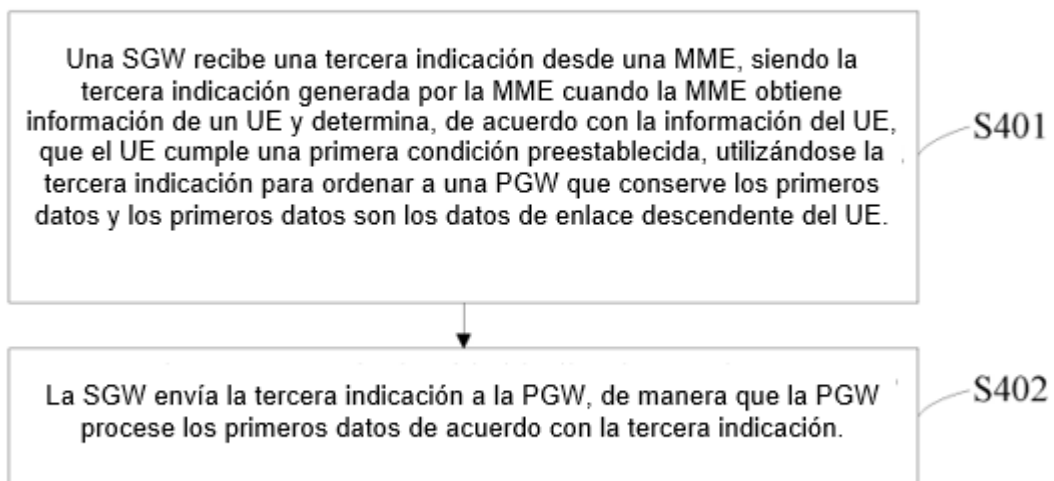 Una SGW recibe una tercera indicación desde una MME, siendo la
tercera indicación generada por la MME cuando la MME obtiene
información de un UE y determina, de acuerdo con la información del UE,
que el UE cumple una primera condición preestablecida, utilizándose la
tercera indicación para ordenar a una PGW que conserve los primeros
datos y los primeros datos son los datos de enlace descendente del UE.
S401
La SGW envía la tercera indicación a la PGW, de manera que la PGW
procese los primeros datos de acuerdo con la tercera indicación.
S402